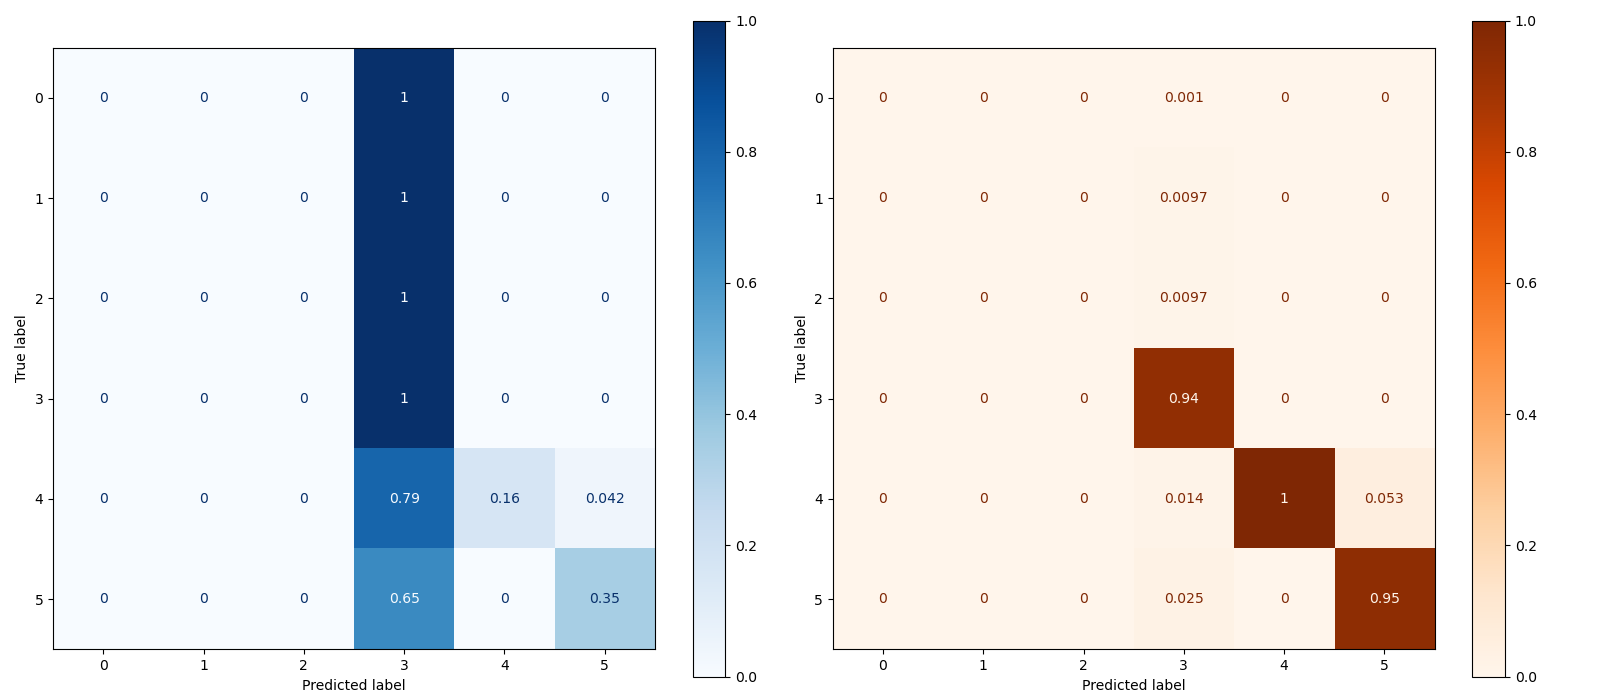 1.0
0 0 0 0 1 0 0
0.8
1 0 0 0 1 0 0
0.6
2 0 0 0 1 0 0
True label
3 0 0 0 1 0 0
0.4
4 0 0 0 0.79 0.16 0.042
0.2
5 0 0 0 0.65 0 0.35
0 1 2 3 4 5
0.0
Predicted label
1.0
0 0 0 0 0.001 0 0
0.8
1 0 0 0 0.0097 0 0
0.6
2 0 0 0 0.0097 0 0
True label
3 0 0 0 0.94 0 0
0.4
4 0 0 0 0.014 1 0.053
0.2
5 0 0 0 0.025 0 0.95
0 1 2 3 4 5
0.0
Predicted label